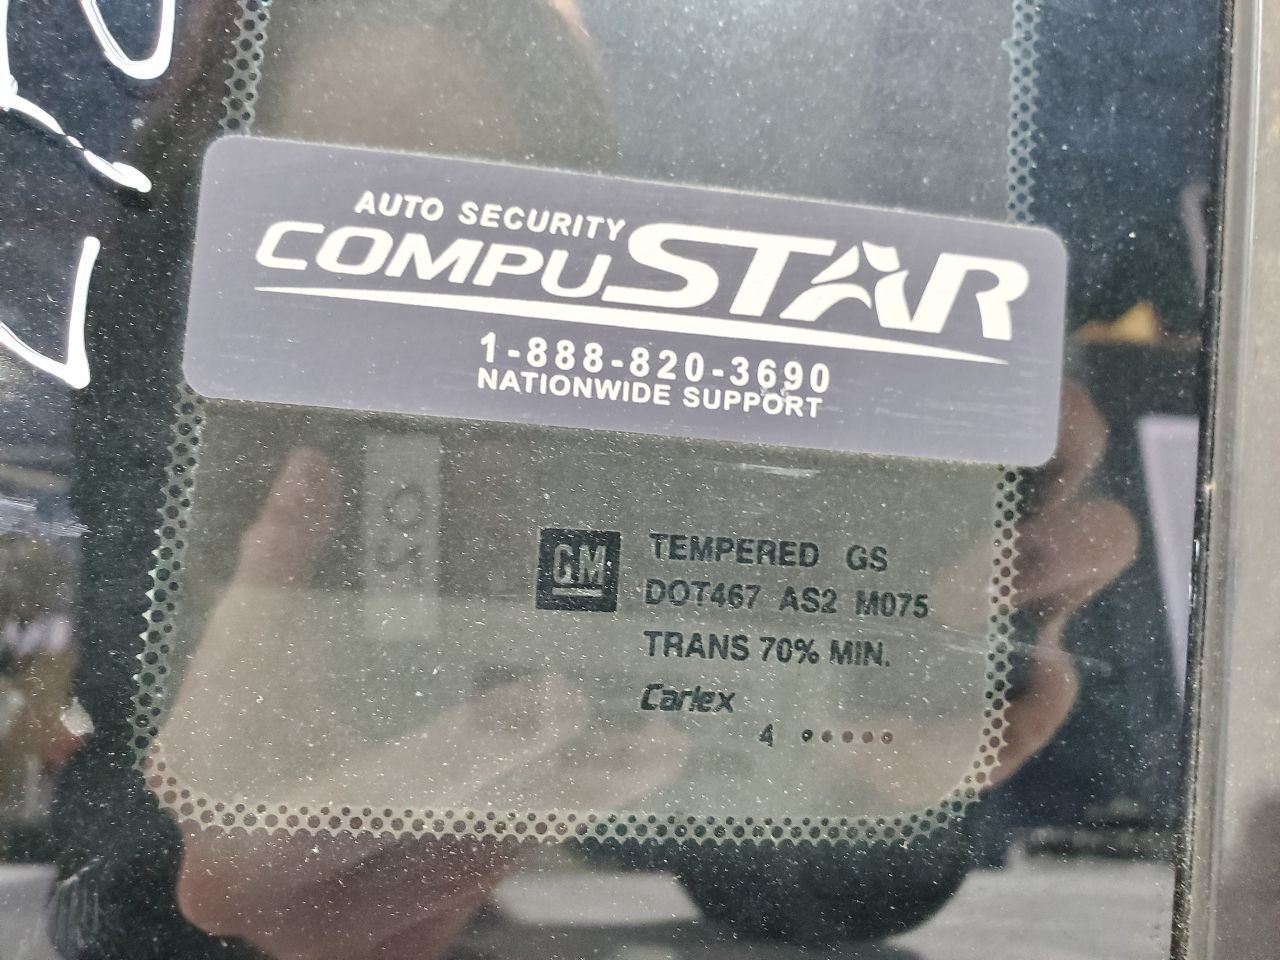 AUTO SECURITY
COMPUSTAR
1-888-820-3690
NATIONWIDE SUPPORT
GM
TEMPERED GS
DOT467 AS2 M075
TRANS 70% MIN.
Carlex
4 •••••